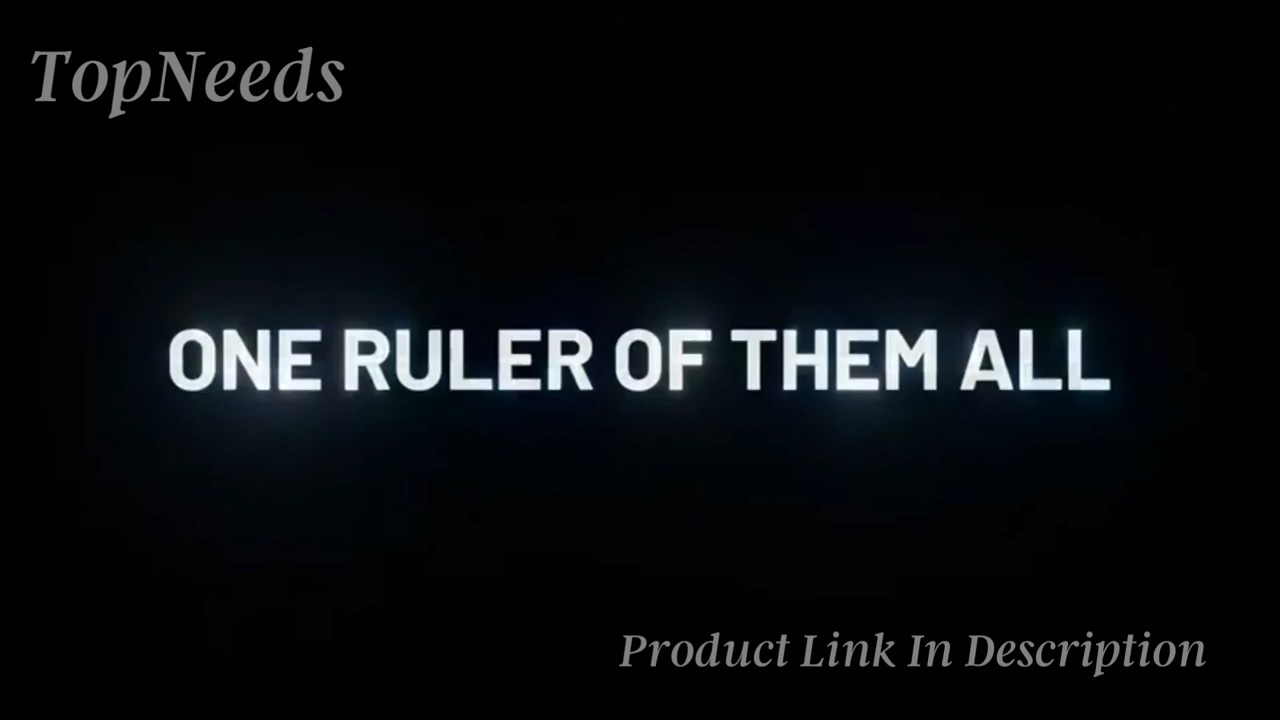 TopNeeds
ONE RULER OF THEM ALL
Product Link In Description